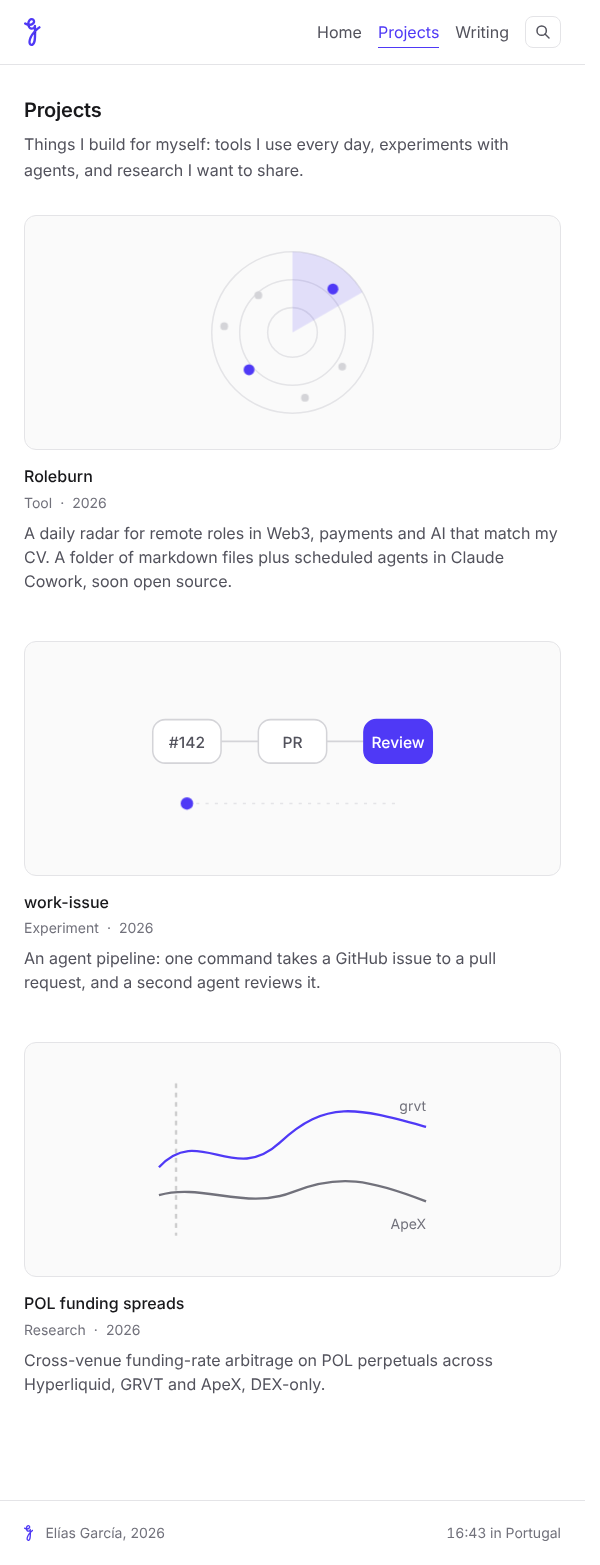 Home Projects Writing
Projects
Things I build for myself: tools I use every day, experiments with
agents, and research I want to share.
Roleburn
Tool · 2026
A daily radar for remote roles in Web3, payments and AI that match my
CV. A folder of markdown files plus scheduled agents in Claude
Cowork, soon open source.
#142 PR Review
work-issue
Experiment · 2026
An agent pipeline: one command takes a GitHub issue to a pull
request, and a second agent reviews it.
grvt
ApeX
POL funding spreads
Research · 2026
Cross-venue funding-rate arbitrage on POL perpetuals across
Hyperliquid, GRVT and ApeX, DEX-only.
Elías García, 2026 16:43 in Portugal